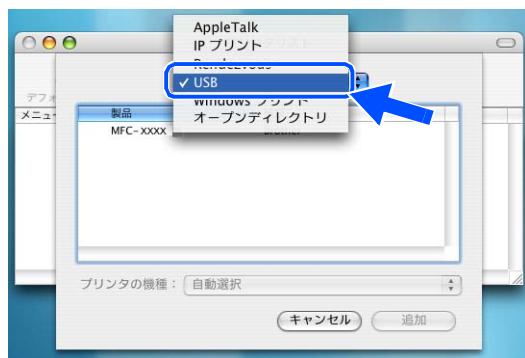 AppleTalk
IP プリント
Rendezvous
✓ USB
Windows プリント
オープンディレクトリ
デフォ
メニュー
製品
MFC-XXXX
brother
プリンタの機種：
自動選択
キャンセル
追加